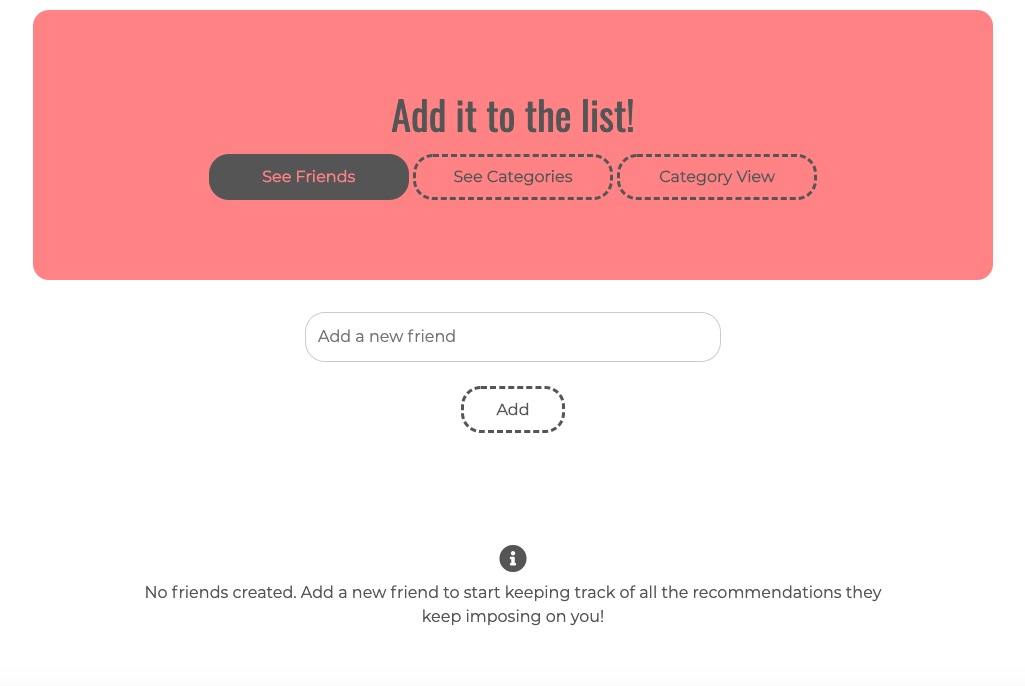 Add it to the list!
See Friends
See Categories
Category View
Add a new friend
Add
No friends created. Add a new friend to start keeping track of all the recommendations they
keep imposing on you!